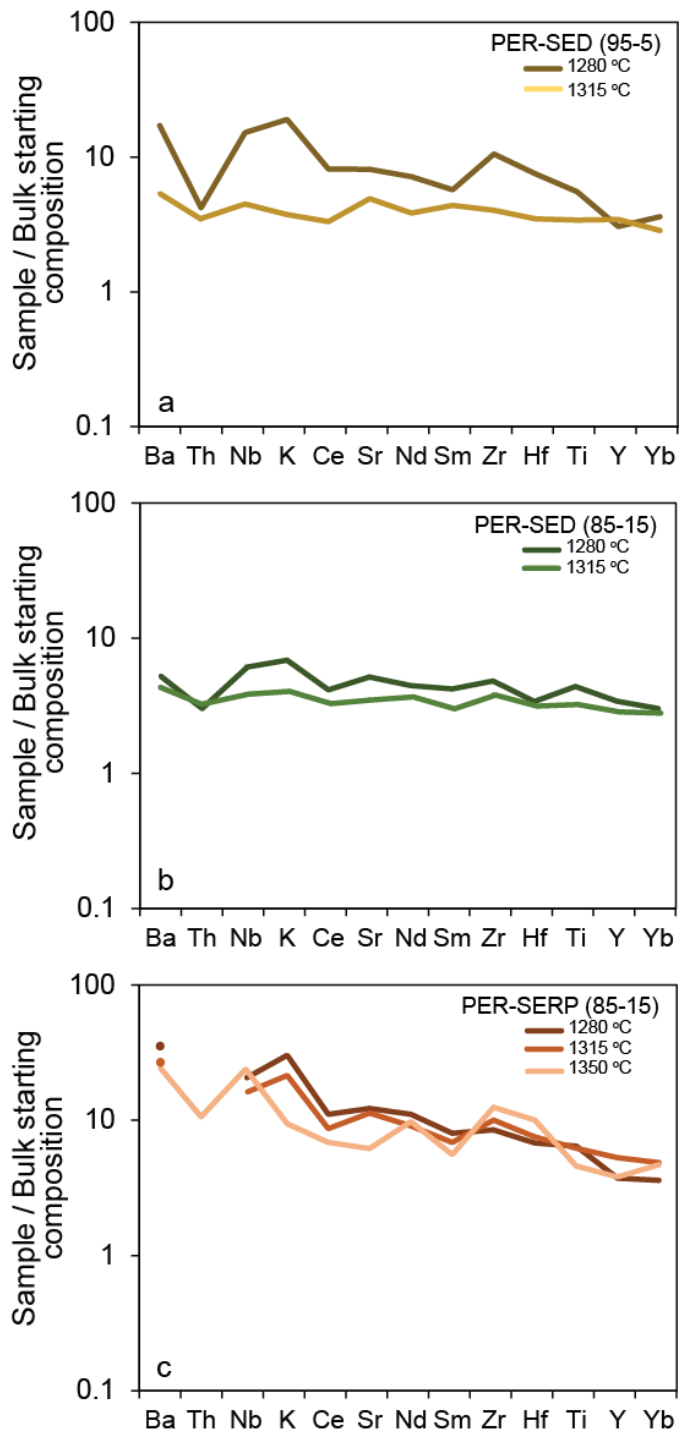 100
10
1
0.1
Sample / Bulk starting
composition
PER-SED (95-5)
1280 ºC
1315 ºC
a
Ba Th Nb K Ce Sr Nd Sm Zr Hf Ti Y Yb
100
10
1
0.1
Sample / Bulk starting
composition
PER-SED (85-15)
1280 ºC
1315 ºC
b
Ba Th Nb K Ce Sr Nd Sm Zr Hf Ti Y Yb
100
10
1
0.1
Sample / Bulk starting
composition
PER-SERP (85-15)
1280 ºC
1315 ºC
1350 ºC
c
Ba Th Nb K Ce Sr Nd Sm Zr Hf Ti Y Yb